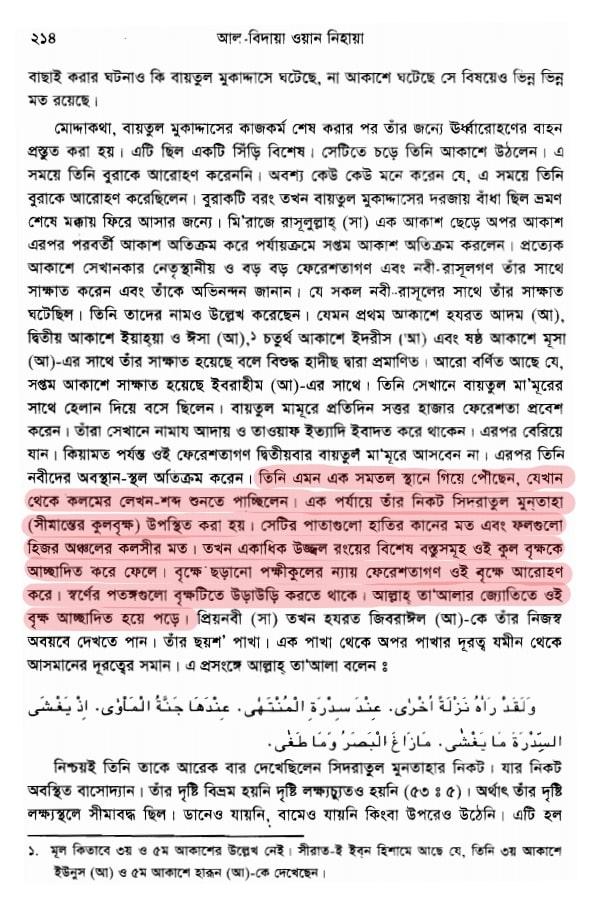 ২১৪ আল-বিদায়া ওয়ান নিহায়া
বাছাই করার ঘটনাও কি বায়তুল মুকাদ্দাসে ঘটেছে, না আকাশে ঘটেছে সে বিষয়েও ভিন্ন ভিন্ন
মত রয়েছে।
মোদ্দাকথা, বায়তুল মুকাদ্দাসের কাজকর্ম শেষ করার পর তাঁর জন্যে ঊর্ধ্বারোহণের বাহন
প্রস্তুত করা হয়। এটি ছিল একটি সিঁড়ি বিশেষ। সেটিতে চড়ে তিনি আকাশে উঠলেন। এ
সময়ে তিনি বুরাকে আরোহণ করেননি। অবশ্য কেউ কেউ মনে করেন যে, এ সময়ে তিনি
বুরাকে আরোহণ করেছিলেন। বুরাকটি বরং তখন বায়তুল মুকাদ্দাসের দরজায় বাঁধা ছিল ভ্রমণ
শেষে মক্কায় ফিরে আসার জন্যে। মি'রাজে রাসূলুল্লাহ্ (সা) এক আকাশ ছেড়ে অপর আকাশ
এরপর পরবর্তী আকাশ অতিক্রম করে পর্যায়ক্রমে সপ্তম আকাশ অতিক্রম করলেন। প্রত্যেক
আকাশে সেখানকার নেতৃস্থানীয় ও বড় বড় ফেরেশতাগণ এবং নবী-রাসূলগণ তাঁর সাথে
সাক্ষাত করেন এবং তাঁকে অভিনন্দন জানান। যে সকল নবী-রাসূলের সাথে তাঁর সাক্ষাত
ঘটেছিল। তিনি তাদের নামও উল্লেখ করেছেন। যেমন প্রথম আকাশে হযরত আদম (আ),
দ্বিতীয় আকাশে ইয়াহ্য়া ও ঈসা (আ),১ চতুর্থ আকাশে ইদরীস (আ) এবং ষষ্ঠ আকাশে মূসা
(আ)-এর সাথে তাঁর সাক্ষাত হয়েছে বলে বিশুদ্ধ হাদীছ দ্বারা প্রমাণিত। আরো বর্ণিত আছে যে,
সপ্তম আকাশে সাক্ষাত হয়েছে ইবরাহীম (আ)-এর সাথে। তিনি সেখানে বায়তুল মা'মূরের
সাথে হেলান দিয়ে বসে ছিলেন। বায়তুল মামূরে প্রতিদিন সত্তর হাজার ফেরেশতা প্রবেশ
করেন। তাঁরা সেখানে নামায আদায় ও তাওয়াফ ইত্যাদি ইবাদত করে থাকেন। এরপর বেরিয়ে
যান। কিয়ামত পর্যন্ত ওই ফেরেশতাগণ দ্বিতীয়বার বায়তুল মা'মূরে আসবেন না। এরপর তিনি
নবীদের অবস্থান-স্থল অতিক্রম করেন। তিনি এমন এক সমতল স্থানে গিয়ে পৌছেন, যেখান
থেকে কলমের লেখন-শব্দ শুনতে পাচ্ছিলেন। এক পর্যায়ে তাঁর নিকট সিদরাতুল মুনতাহা
(সীমান্তের কুলবৃক্ষ) উপস্থিত করা হয়। সেটির পাতাগুলো হাতির কানের মত এবং ফলগুলো
হিজর অঞ্চলের কলসীর মত। তখন একাধিক উজ্জ্বল রংয়ের বিশেষ বস্তুসমূহ ওই কুল বৃক্ষকে
আচ্ছাদিত করে ফেলে। বৃক্ষে ছড়ানো পক্ষীকুলের ন্যায় ফেরেশতাগণ ওই বৃক্ষে আরোহণ
করে। স্বর্ণের পতঙ্গগুলো বৃক্ষটিতে উড়াউড়ি করতে থাকে। আল্লাহ্ তা'আলার জ্যোতিতে ওই
বৃক্ষ আচ্ছাদিত হয়ে পড়ে। প্রিয়নবী (সা) তখন হযরত জিবরাঈল (আ)-কে তাঁর নিজস্ব
অবয়বে দেখতে পান। তাঁর ছয়শ' পাখা। এক পাখা থেকে অপর পাখার দূরত্ব যমীন থেকে
আসমানের দূরত্বের সমান। এ প্রসংগে আল্লাহ্ তা'আলা বলেন ঃ
وَلَقَدْ رَاٰهُ نَزْلَةً اُخْرٰى. عِنْدَ سِدْرَةِ الْمُنْتَهٰى. عِنْدَهَا جَنَّةُ الْمَاْوٰى. اِذْ يَغْشَى
السِّدْرَةَ مَا يَغْشٰى. مَازَاغَ الْبَصَرُ وَمَا طَغٰى.
নিশ্চয়ই তিনি তাকে আরেক বার দেখেছিলেন সিদরাতুল মুনতাহার নিকট। যার নিকট
অবস্থিত বাসোদ্যান। তাঁর দৃষ্টি বিভ্রম হয়নি দৃষ্টি লক্ষ্যচ্যুতও হয়নি (৫৩ ঃ ৫)। অর্থাৎ তাঁর দৃষ্টি
লক্ষ্যস্থলে সীমাবদ্ধ ছিল। ডানেও যায়নি, বামেও যায়নি কিংবা উপরেও উঠেনি। এটি হল
১. মূল কিতাবে ৩য় ও ৫ম আকাশের উল্লেখ নেই। সীরাত-ই ইব্‌ন হিশামে আছে যে, তিনি ৩য় আকাশে
ইউনুস (আ) ও ৫ম আকাশে হারূন (আ)-কে দেখেছেন।